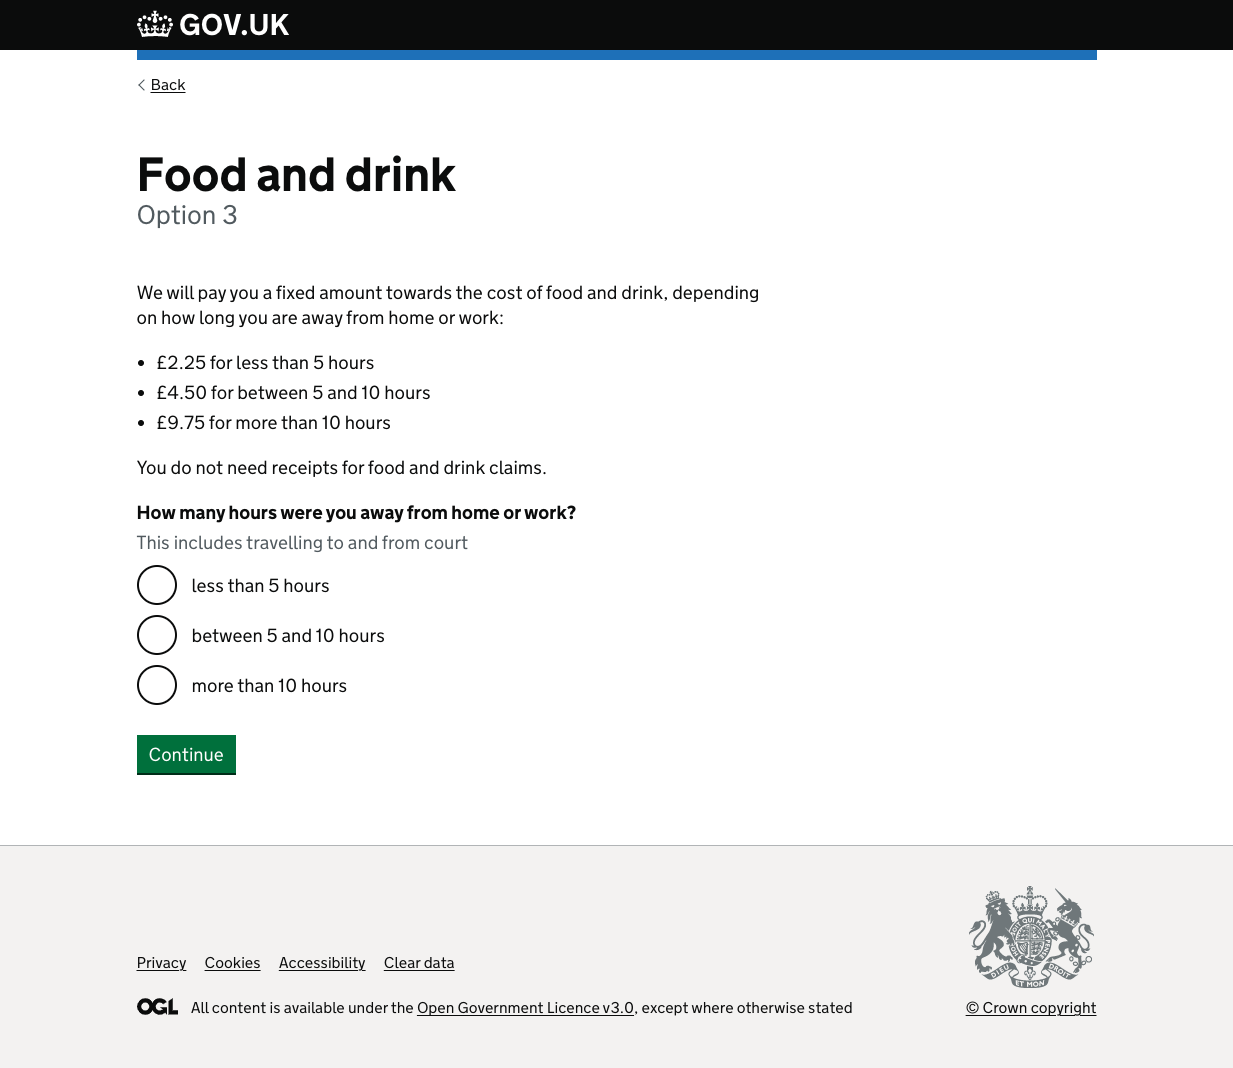 GOV.UK
Back
Food and drink
Option 3
We will pay you a fixed amount towards the cost of food and drink, depending
on how long you are away from home or work:
• £2.25 for less than 5 hours
• £4.50 for between 5 and 10 hours
• £9.75 for more than 10 hours
You do not need receipts for food and drink claims.
How many hours were you away from home or work?
This includes travelling to and from court
less than 5 hours
between 5 and 10 hours
more than 10 hours
Continue
Privacy Cookies Accessibility Clear data
OGL All content is available under the Open Government Licence v3.0, except where otherwise stated
DIEU ET MON DROIT
© Crown copyright